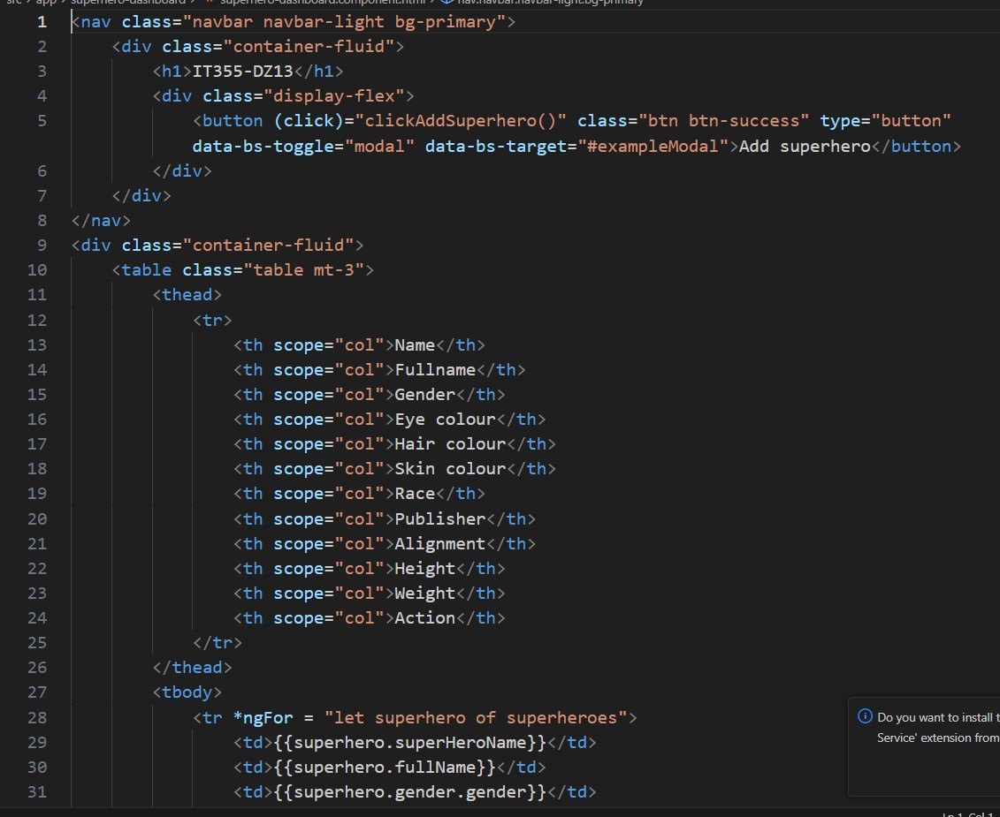 src > app > superhero-dashboard > superhero-dashboard.component.html > nav.navbar.navbar-light.bg-primary
1 <nav class="navbar navbar-light bg-primary">
2     <div class="container-fluid">
3         <h1>IT355-DZ13</h1>
4         <div class="display-flex">
5             <button (click)="clickAddSuperhero()" class="btn btn-success" type="button"
            data-bs-toggle="modal" data-bs-target="#exampleModal">Add superhero</button>
6         </div>
7     </div>
8 </nav>
9 <div class="container-fluid">
10     <table class="table mt-3">
11         <thead>
12             <tr>
13                 <th scope="col">Name</th>
14                 <th scope="col">Fullname</th>
15                 <th scope="col">Gender</th>
16                 <th scope="col">Eye colour</th>
17                 <th scope="col">Hair colour</th>
18                 <th scope="col">Skin colour</th>
19                 <th scope="col">Race</th>
20                 <th scope="col">Publisher</th>
21                 <th scope="col">Alignment</th>
22                 <th scope="col">Height</th>
23                 <th scope="col">Weight</th>
24                 <th scope="col">Action</th>
25             </tr>
26         </thead>
27         <tbody>
28             <tr *ngFor = "let superhero of superheroes">
29                 <td>{{superhero.superHeroName}}</td>
30                 <td>{{superhero.fullName}}</td>
31                 <td>{{superhero.gender.gender}}</td>
Do you want to install t
Service' extension from
Ln 1, Col 1